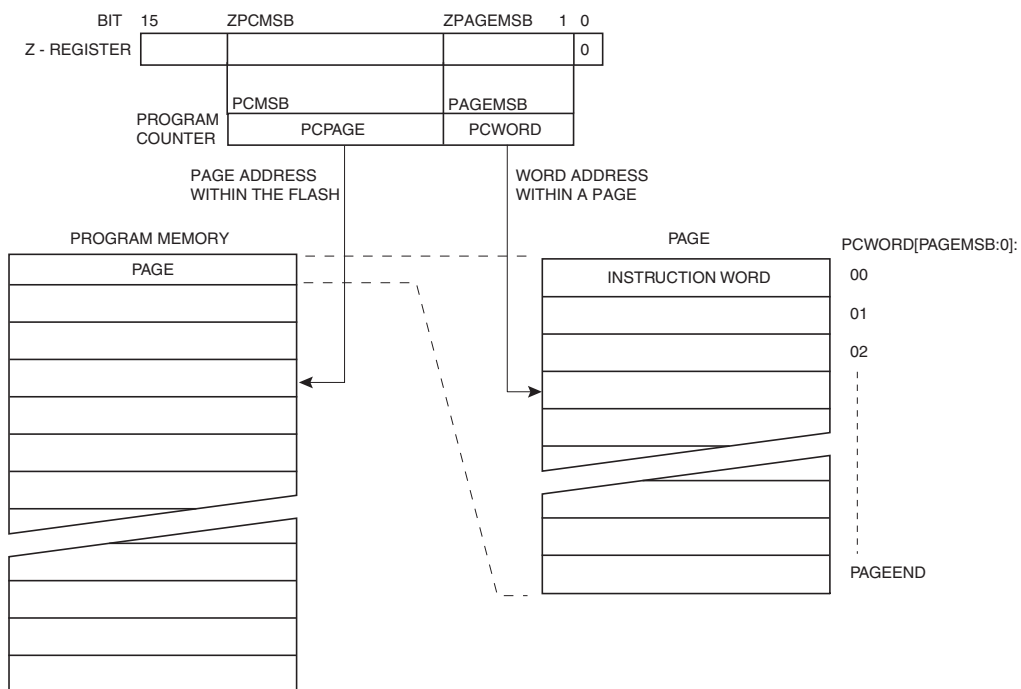 BIT 15 ZPCMSB ZPAGEMSB 1 0
Z - REGISTER 0
PCMSB PAGEMSB
PROGRAM
COUNTER
PCPAGE PCWORD
PAGE ADDRESS
WITHIN THE FLASH
WORD ADDRESS
WITHIN A PAGE
PROGRAM MEMORY
PAGE
PAGE
PCWORD[PAGEMSB:0]:
INSTRUCTION WORD
00
01
02
PAGEEND